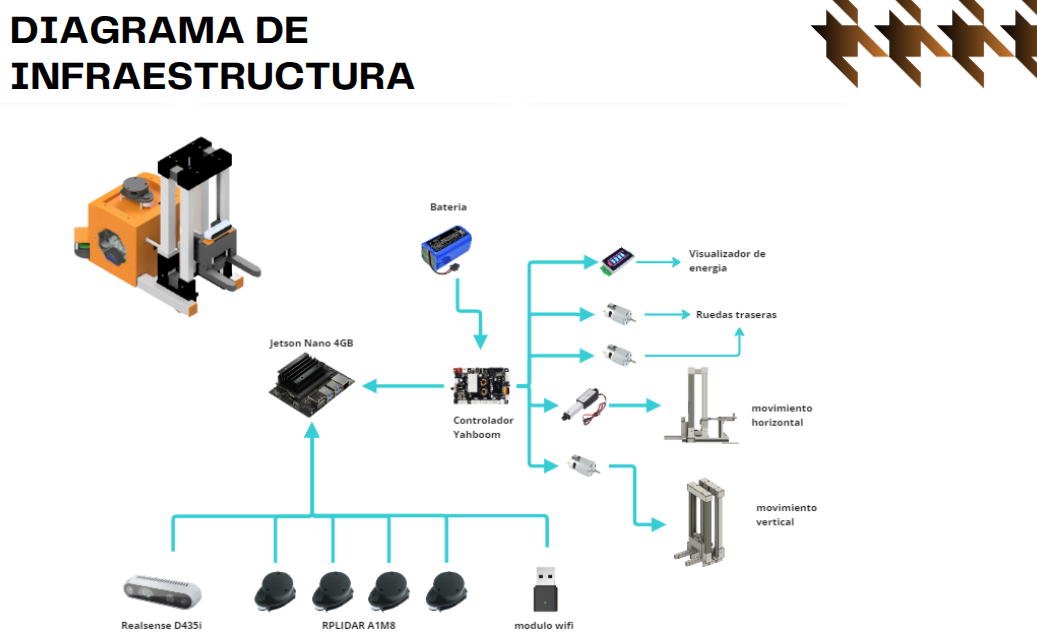 DIAGRAMA DE
INFRAESTRUCTURA
Bateria
Visualizador de
energia
Ruedas traseras
Jetson Nano 4GB
Controlador
Yahboom
movimiento
horizontal
movimiento
vertical
Realsense D435i
RPLIDAR A1M8
modulo wifi